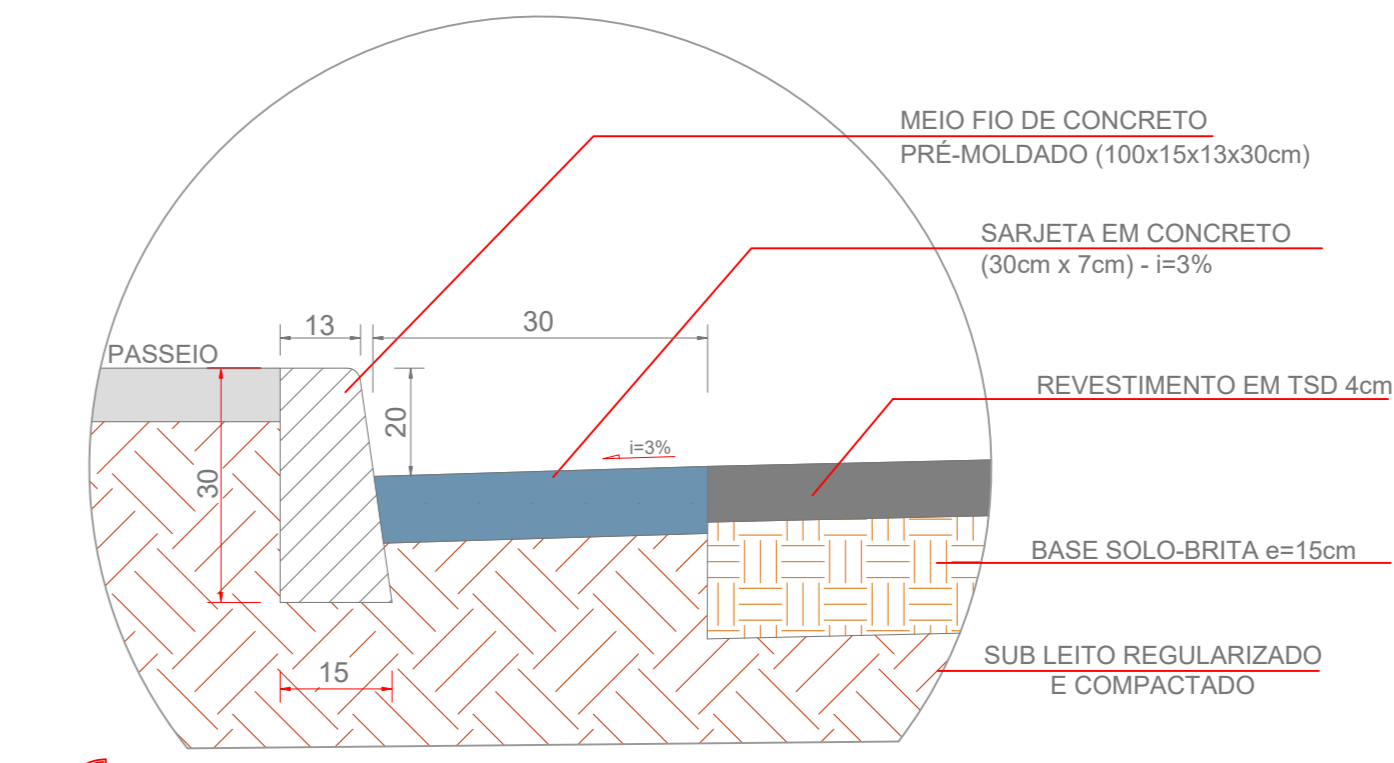 MEIO FIO DE CONCRETO
PRÉ-MOLDADO (100x15x13x30cm)
SARJETA EM CONCRETO
(30cm x 7cm) - i=3%
13
30
PASSEIO
REVESTIMENTO EM TSD 4cm
20
i=3%
30
BASE SOLO-BRITA e=15cm
SUB LEITO REGULARIZADO
E COMPACTADO
15